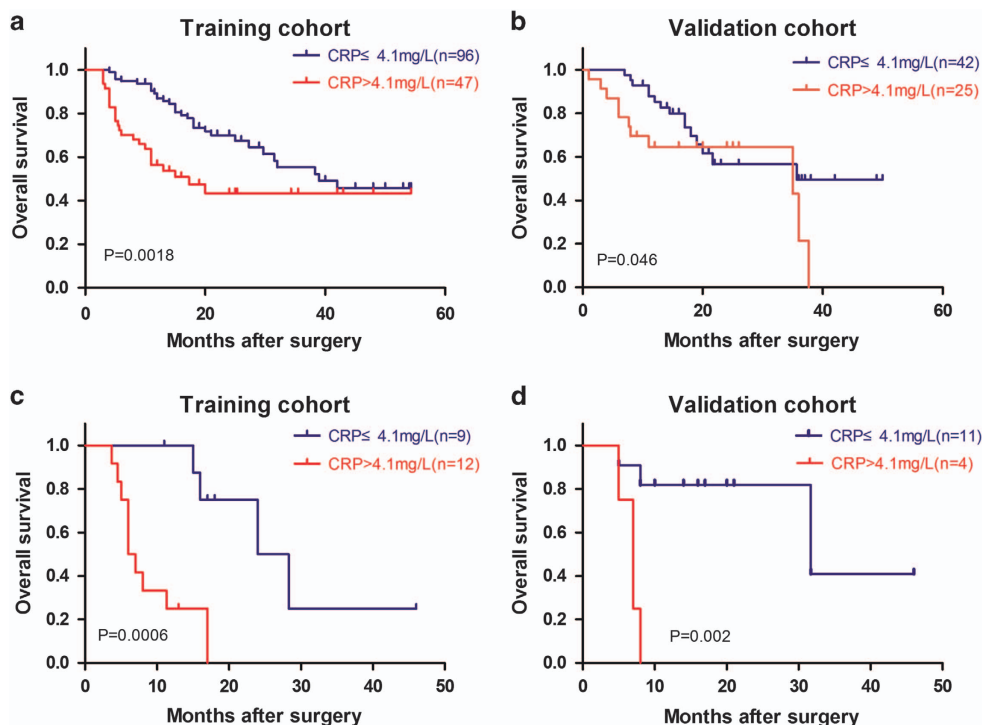 a
Training cohort
CRP≤ 4.1mg/L(n=96)
CRP>4.1mg/L(n=47)
1.0
0.8
0.6
0.4
0.2
0.0
Overall survival
P=0.0018
0 20 40 60
Months after surgery
b
Validation cohort
CRP≤ 4.1mg/L(n=42)
CRP>4.1mg/L(n=25)
1.0
0.8
0.6
0.4
0.2
0.0
Overall survival
P=0.046
0 20 40 60
Months after surgery
c
Training cohort
CRP≤ 4.1mg/L(n=9)
CRP>4.1mg/L(n=12)
1.0
0.8
0.6
0.4
0.2
0.0
Overall survival
P=0.0006
0 10 20 30 40 50
Months after surgery
d
Validation cohort
CRP≤ 4.1mg/L(n=11)
CRP>4.1mg/L(n=4)
1.0
0.8
0.6
0.4
0.2
0.0
Overall survival
P=0.002
0 10 20 30 40 50
Months after surgery